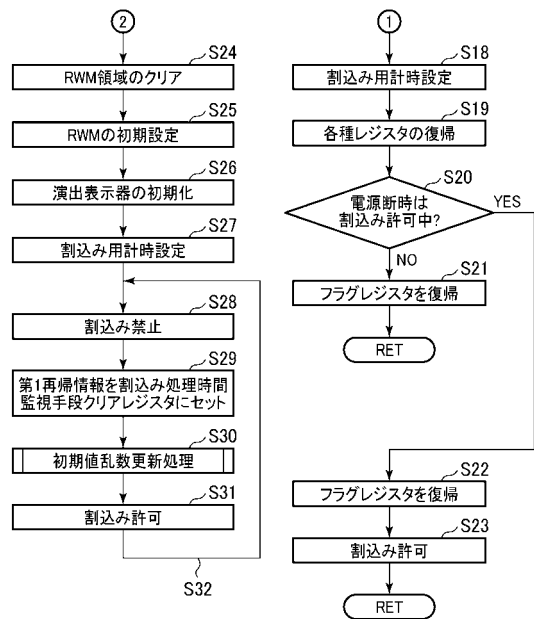 ②
S24
RWM領域のクリア
S25
RWMの初期設定
S26
演出表示器の初期化
S27
割込み用計時設定
S28
割込み禁止
S29
第1再帰情報を割込み処理時間
監視手段クリアレジスタにセット
S30
初期値乱数更新処理
S31
割込み許可
S32
①
S18
割込み用計時設定
S19
各種レジスタの復帰
S20
電源断時は
割込み許可中?
YES
NO
S21
フラグレジスタを復帰
RET
S22
フラグレジスタを復帰
S23
割込み許可
RET